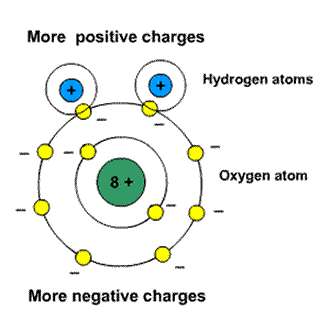 More positive charges
+ +
Hydrogen atoms
8 +
Oxygen atom
More negative charges